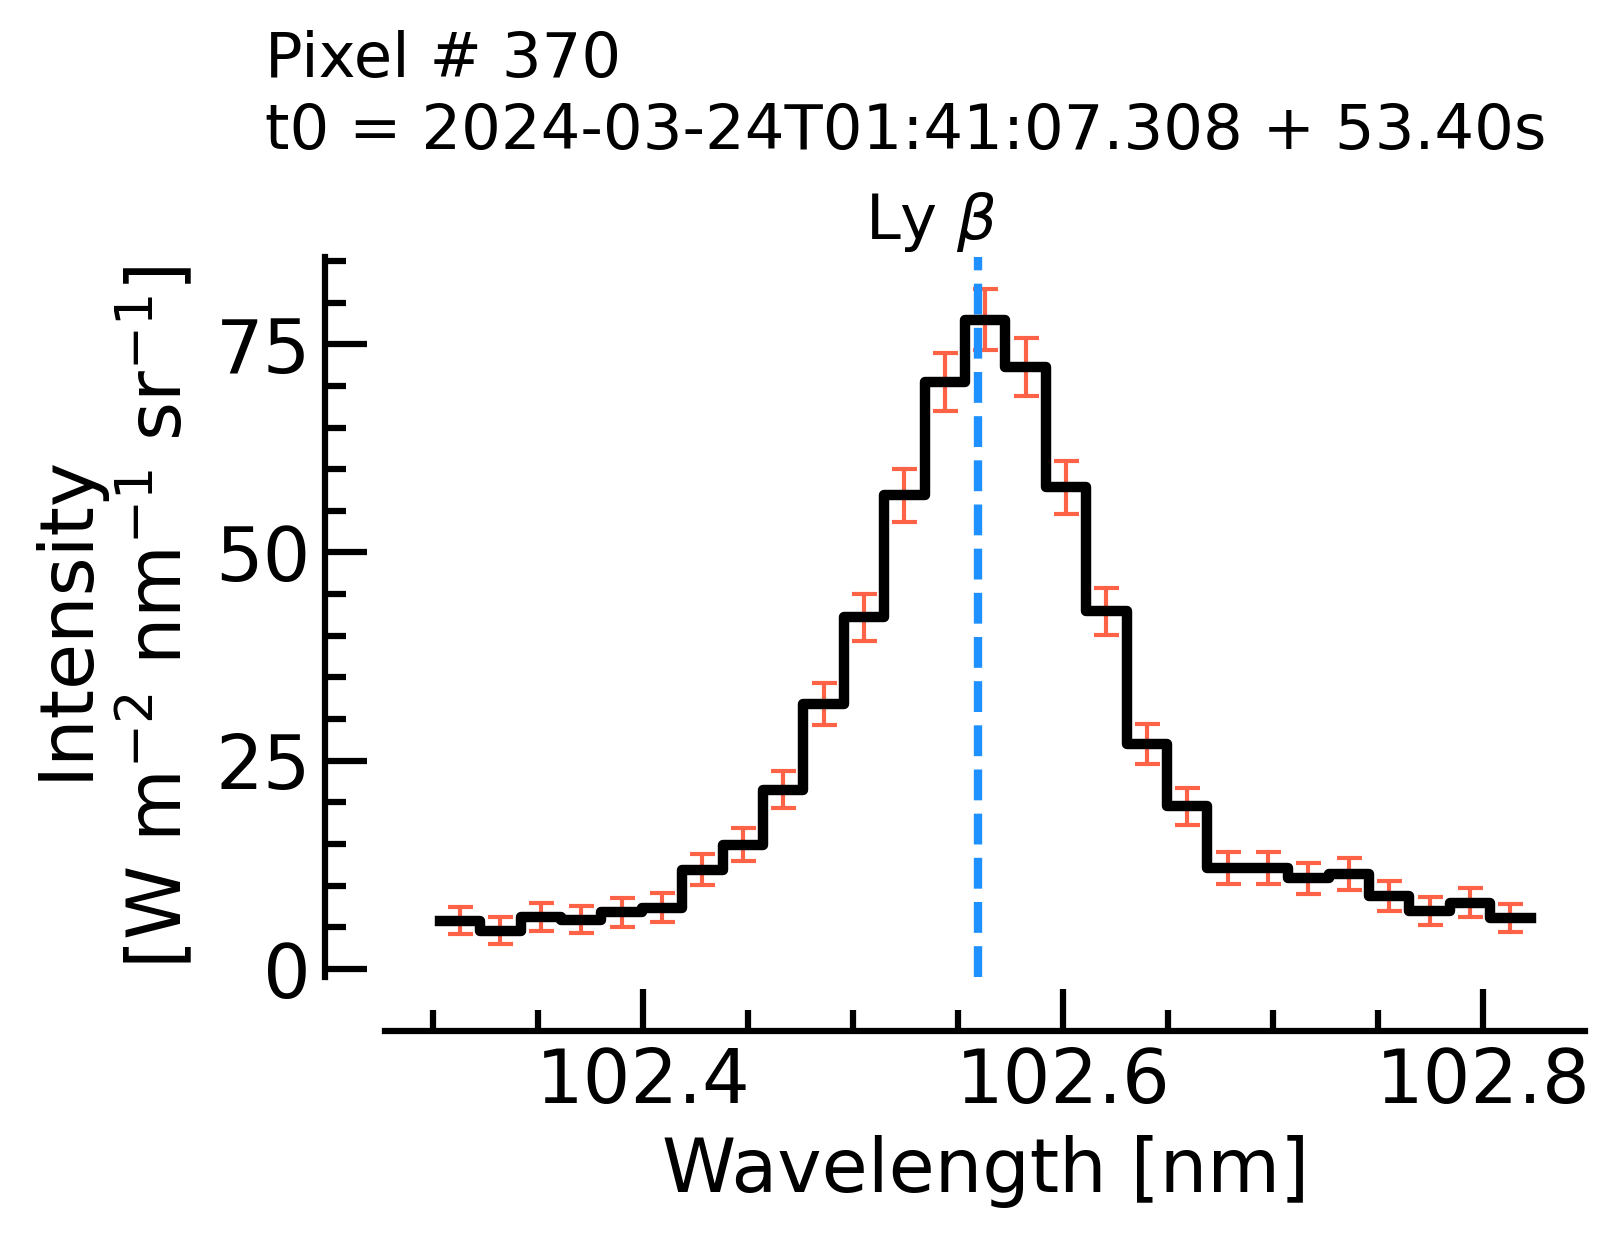 Pixel # 370
t0 = 2024-03-24T01:41:07.308 + 53.40s
Ly β
Intensity
[W m⁻² nm⁻¹ sr⁻¹]
75
50
25
0
102.4 102.6 102.8
Wavelength [nm]